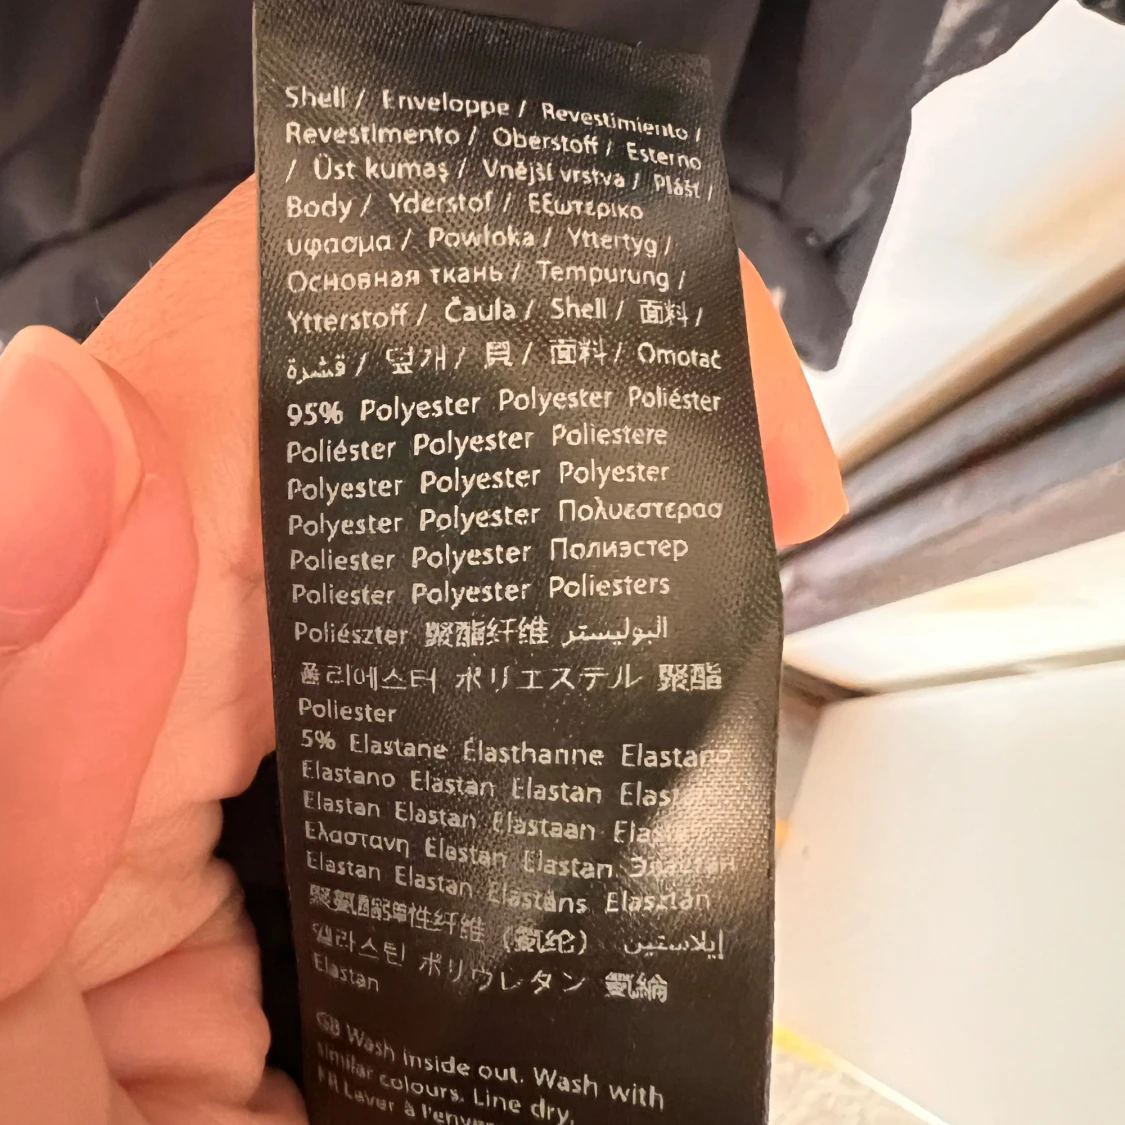 Shell / Enveloppe / Revestimiento /
Revestimento / Oberstoff / Esterno
/ Üst kumaş / Vnější vrstva / Plášť /
Body / Yderstof / Εξωτερικο
υφασμα / Powłoka / Yttertyg /
Основная ткань / Tempurung /
Ytterstoff / Čaula / Shell / 面料 /
قشرة / 덮개 / 貝 / 面料 / Omotač
95% Polyester Polyester Poliéster
Poliéster Polyester Poliestere
Polyester Polyester Polyester
Polyester Polyester Πολυεστερας
Poliester Polyester Полиэстер
Poliester Polyester Poliesters
Poliészter 聚酯纤维 البوليستر
폴리에스터 ポリエステル 聚酯
Poliester
5% Elastane Élasthanne Elastano
Elastano Elastan Elastan
Elastan Elastan Elastaan
Ελαστανη Elastan Elastan Эластан
Elastan Elastan Elastāns Elasztán
聚氨酯弹性纤维 (氨纶) إيلاستين
엘라스틴 ポリウレタン 氨綸
Elastan
GB Wash inside out. Wash with
similar colours. Line dry.
FR Laver à